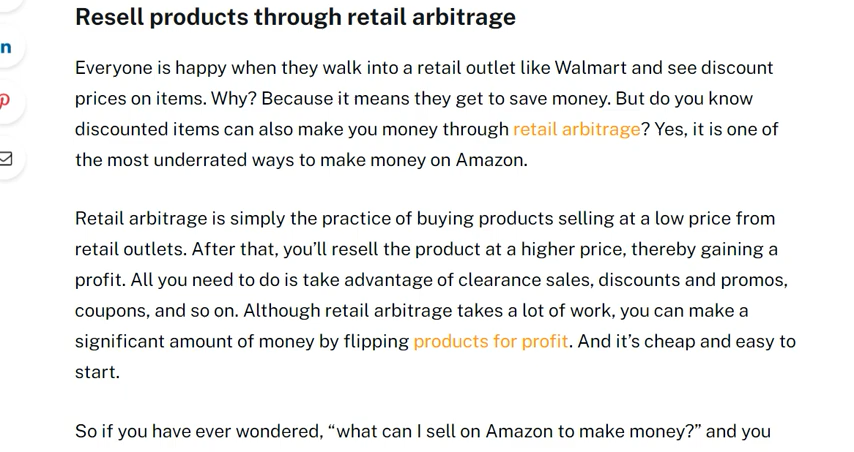 Resell products through retail arbitrage
Everyone is happy when they walk into a retail outlet like Walmart and see discount
prices on items. Why? Because it means they get to save money. But do you know
discounted items can also make you money through retail arbitrage? Yes, it is one of
the most underrated ways to make money on Amazon.
Retail arbitrage is simply the practice of buying products selling at a low price from
retail outlets. After that, you’ll resell the product at a higher price, thereby gaining a
profit. All you need to do is take advantage of clearance sales, discounts and promos,
coupons, and so on. Although retail arbitrage takes a lot of work, you can make a
significant amount of money by flipping products for profit. And it’s cheap and easy to
start.
So if you have ever wondered, “what can I sell on Amazon to make money?” and you